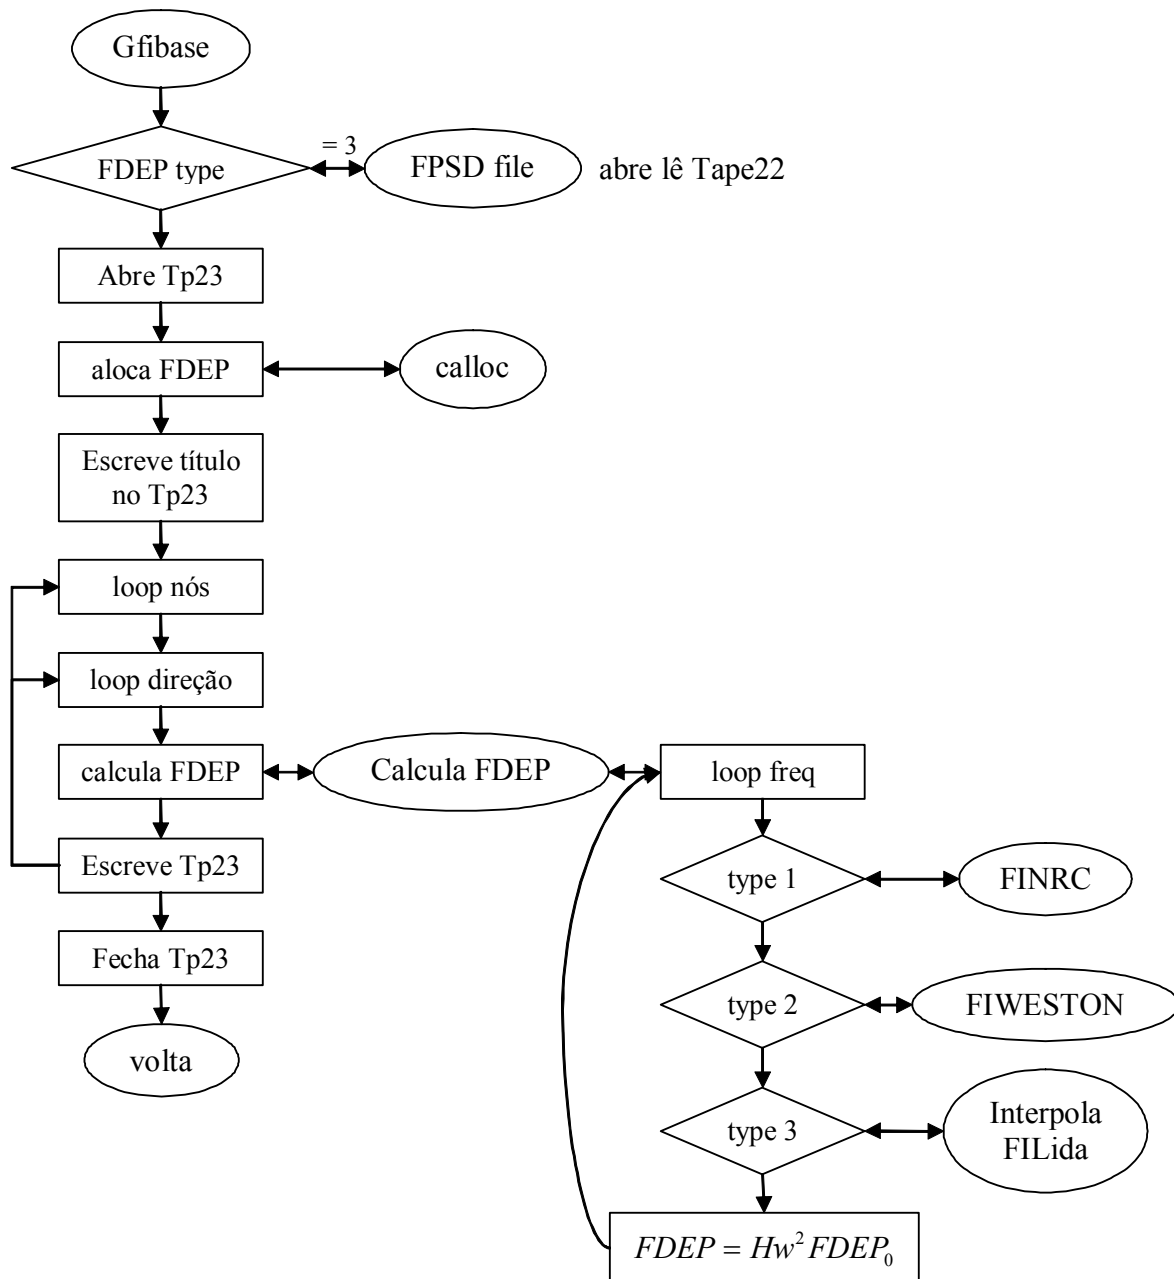 Gfibase
FDEP type
= 3
FPSD file
abre lê Tape22
Abre Tp23
aloca FDEP
calloc
Escreve título
no Tp23
loop nós
loop direção
calcula FDEP
Calcula FDEP
loop freq
Escreve Tp23
type 1
FINRC
Fecha Tp23
type 2
FIWESTON
volta
type 3
Interpola
FILida
FDEP = Hw² FDEP₀